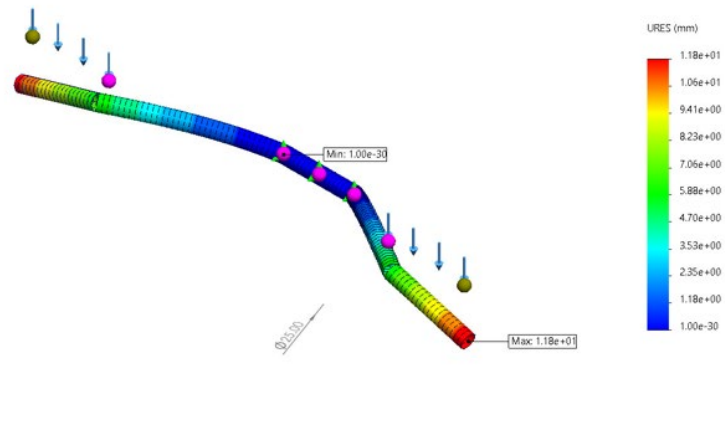 URES (mm)
1.18e+01
1.06e+01
9.41e+00
8.23e+00
7.06e+00
5.88e+00
4.70e+00
3.53e+00
2.35e+00
1.18e+00
1.00e-30
Min: 1.00e-30
Ø25.00
Max: 1.18e+01